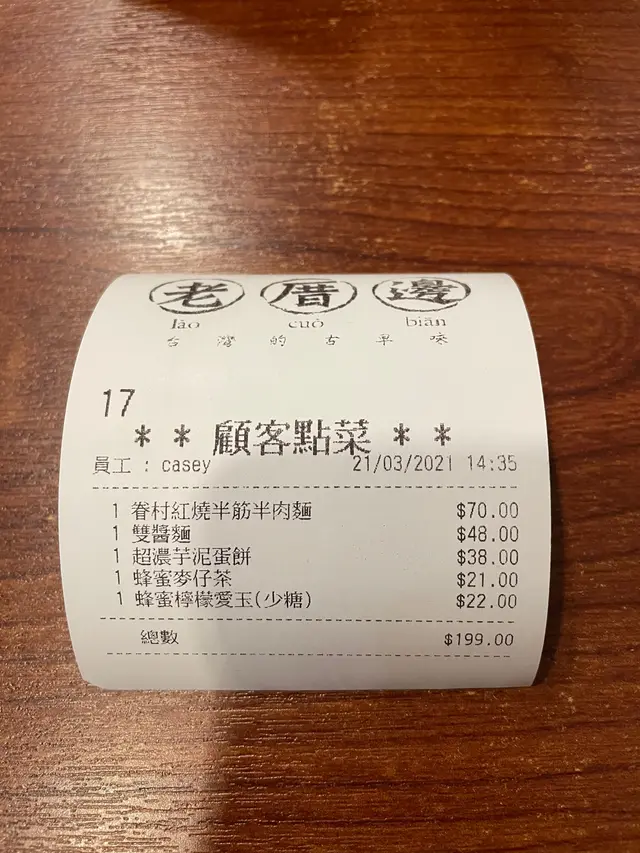 老 厝 邊
lǎo cuò biān
台 灣 的 古 早 味
17
* * 顧客點菜 * *
員工 : casey 21/03/2021 14:35
1 眷村紅燒半筋半肉麵 $70.00
1 雙醬麵 $48.00
1 超濃芋泥蛋餅 $38.00
1 蜂蜜麥仔茶 $21.00
1 蜂蜜檸檬愛玉(少糖) $22.00
總數 $199.00